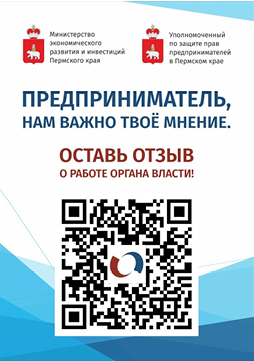 Министерство
экономического
развития и инвестиций
Пермского края
Уполномоченный
по защите прав
предпринимателей
в Пермском крае
ПРЕДПРИНИМАТЕЛЬ,
НАМ ВАЖНО ТВОЁ МНЕНИЕ.
ОСТАВЬ ОТЗЫВ
О РАБОТЕ ОРГАНА ВЛАСТИ!